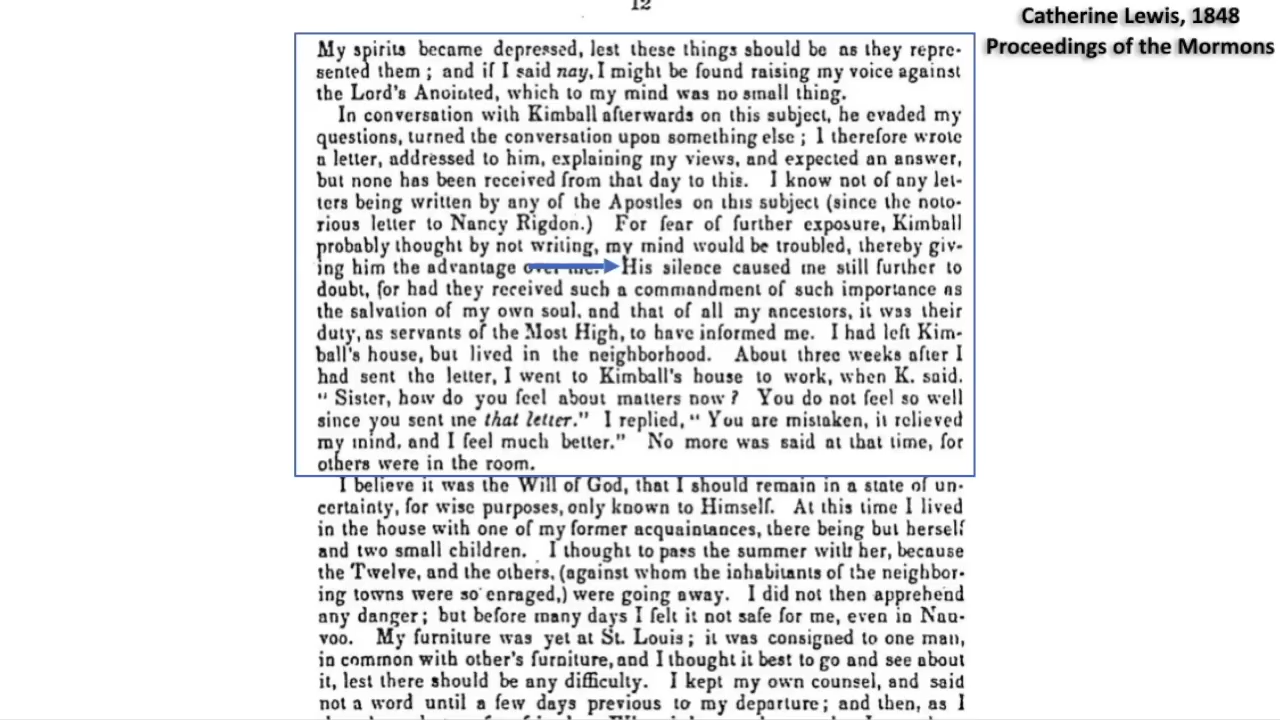 12
Catherine Lewis, 1848
Proceedings of the Mormons
My spirits became depressed, lest these things should be as they repre-
sented them ; and if I said nay, I might be found raising my voice against
the Lord's Anointed, which to my mind was no small thing.
In conversation with Kimball afterwards on this subject, he evaded my
questions, turned the conversation upon something else ; I therefore wrote
a letter, addressed to him, explaining my views, and expected an answer,
but none has been received from that day to this. I know not of any let-
ters being written by any of the Apostles on this subject (since the noto-
rious letter to Nancy Rigdon.) For fear of further exposure, Kimball
probably thought by not writing, my mind would be troubled, thereby giv-
ing him the advantage over me. His silence caused me still further to
doubt, for had they received such a commandment of such importance as
the salvation of my own soul, and that of all my ancestors, it was their
duty, as servants of the Most High, to have informed me. I had left Kim-
ball's house, but lived in the neighborhood. About three weeks after I
had sent the letter, I went to Kimball's house to work, when K. said.
" Sister, how do you feel about matters now ? You do not feel so well
since you sent me that letter." I replied, " You are mistaken, it relieved
my mind, and I feel much better." No more was said at that time, for
others were in the room.
I believe it was the Will of God, that I should remain in a state of un-
certainty, for wise purposes, only known to Himself. At this time I lived
in the house with one of my former acquaintances, there being but herself
and two small children. I thought to pass the summer with her, because
the Twelve, and the others, (against whom the inhabitants of the neighbor-
ing towns were so enraged,) were going away. I did not then apprehend
any danger ; but before many days I felt it not safe for me, even in Nau-
voo. My furniture was yet at St. Louis ; it was consigned to one man,
in common with other's furniture, and I thought it best to go and see about
it, lest there should be any difficulty. I kept my own counsel, and said
not a word until a few days previous to my departure ; and then, as I